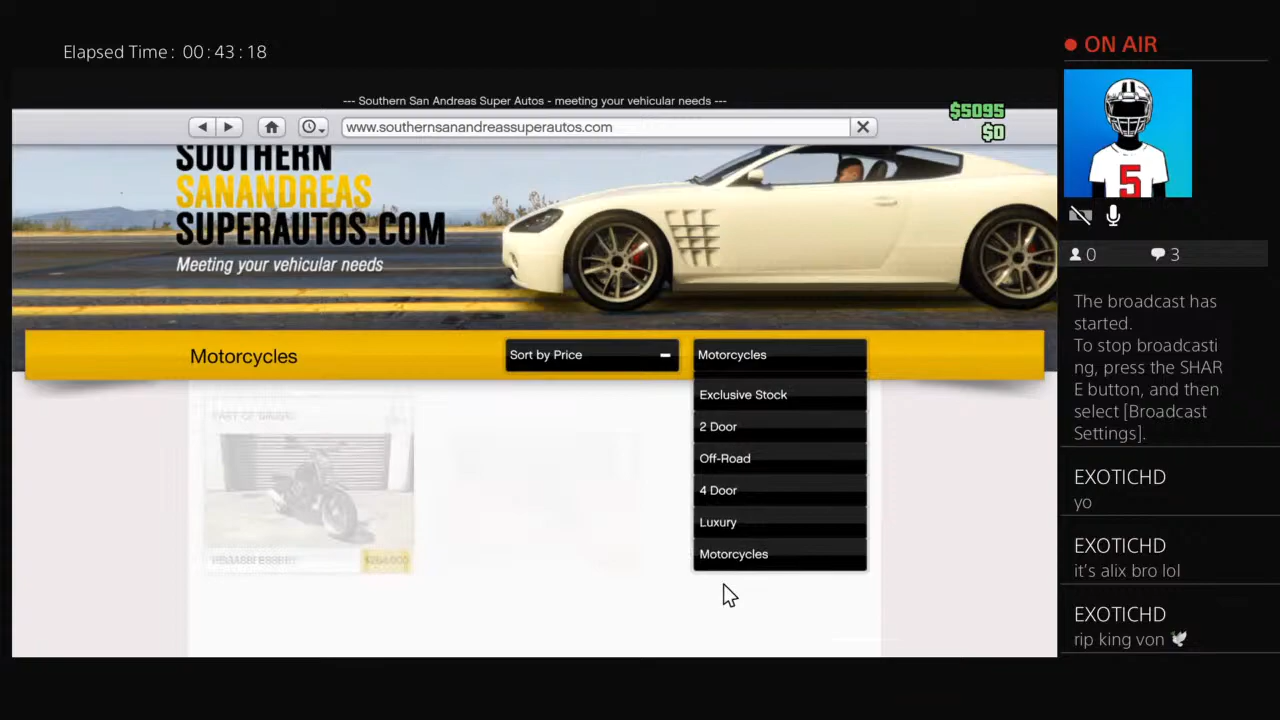 Elapsed Time: 00:43:18
ON AIR
--- Southern San Andreas Super Autos - meeting your vehicular needs ---
$5095
www.southernsanandreassuperautos.com
$0
SOUTHERN
SANANDREAS
SUPERAUTOS.COM
Meeting your vehicular needs
5
0
3
Motorcycles
Sort by Price
Motorcycles
Exclusive Stock
2 Door
Off-Road
4 Door
Luxury
Motorcycles
The broadcast has
started.
To stop broadcasti
ng, press the SHAR
E button, and then
select [Broadcast
Settings].
EXOTICHD
yo
EXOTICHD
it's alix bro lol
EXOTICHD
rip king von 🕊